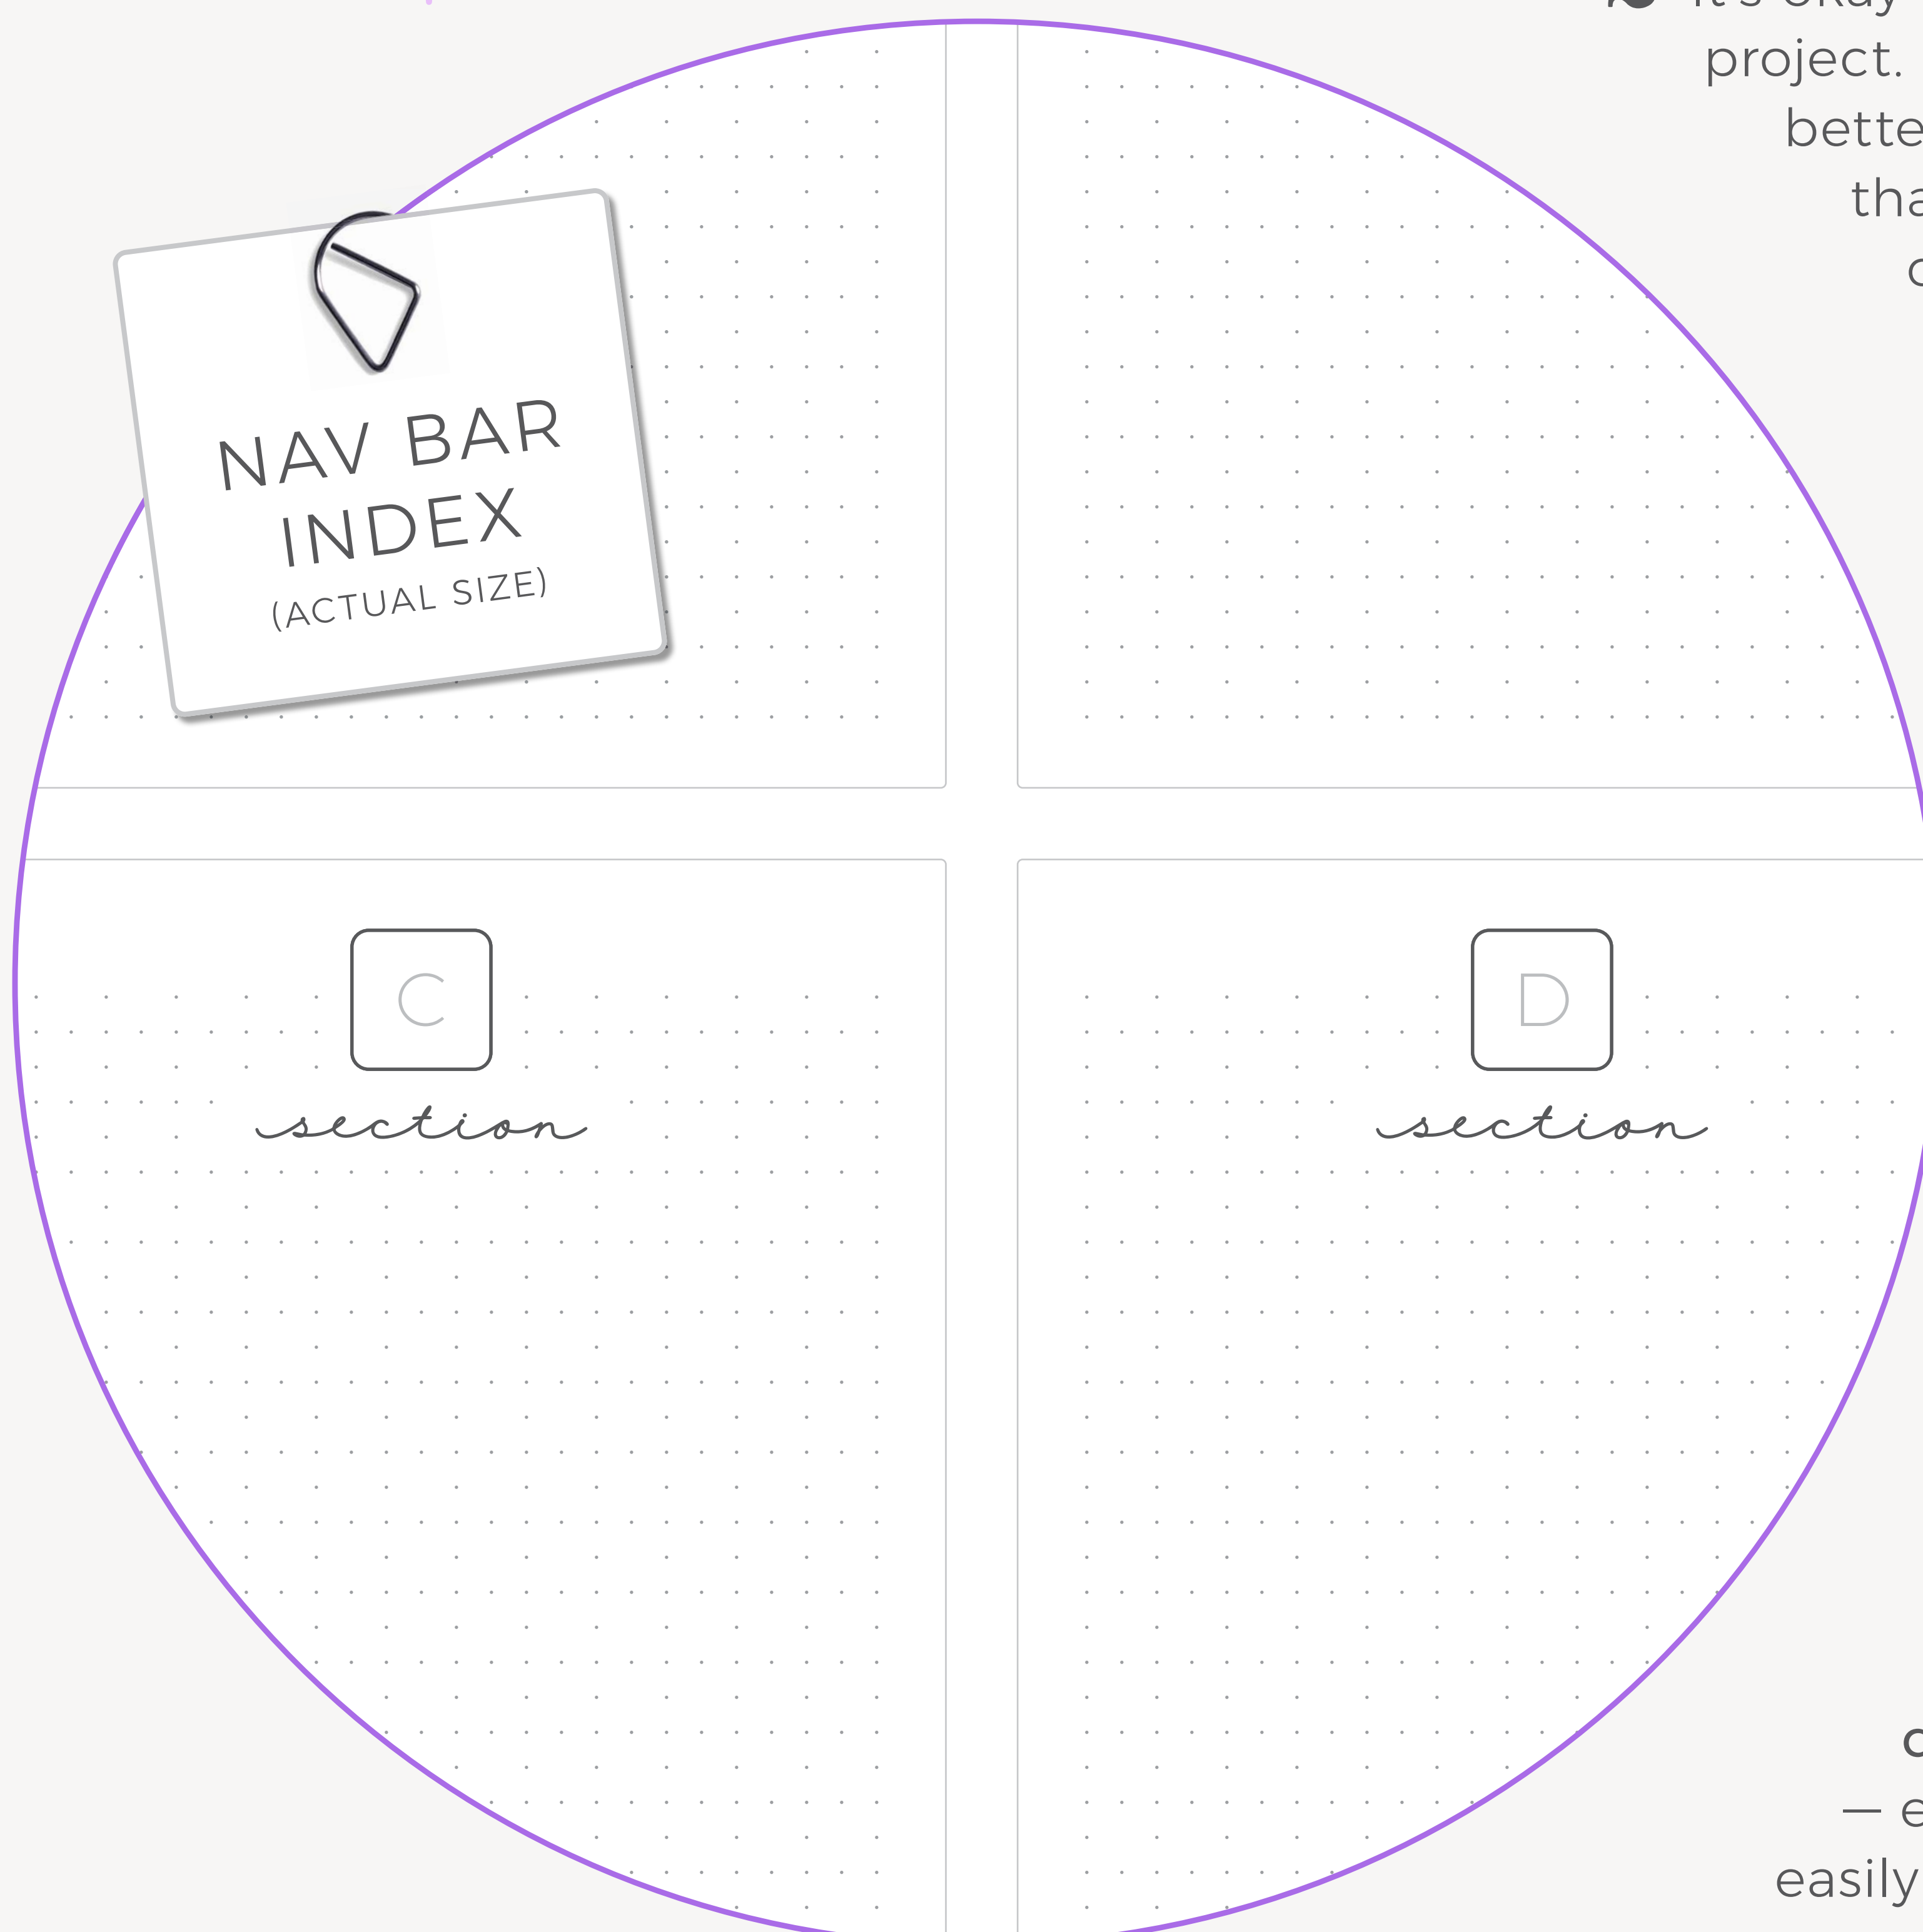 project.
NAV BAR
INDEX
(ACTUAL SIZE)
C
D
section
section
easily